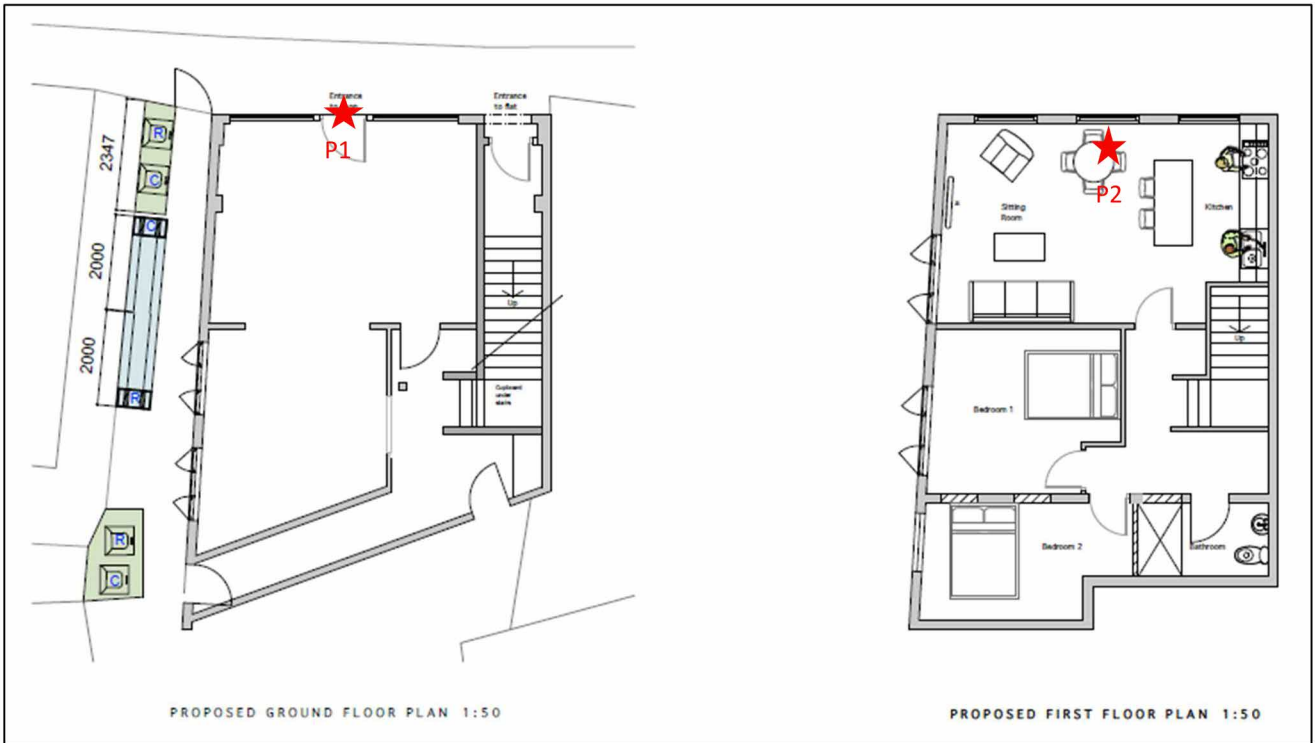 Entrance
P1
Entrance
to flat
R
C
2347
C
2000
2000
R
Up
Cupboard
under
stairs
R
C
PROPOSED GROUND FLOOR PLAN 1:50
P2
Sitting
Room
Kitchen
Up
Bedroom 1
Bedroom 2
Bathroom
PROPOSED FIRST FLOOR PLAN 1:50